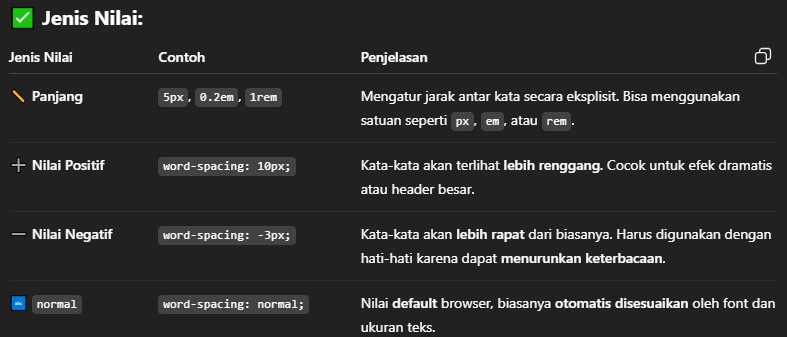 ✅ Jenis Nilai:
Jenis Nilai Contoh Penjelasan
📏 Panjang 5px, 0.2em, 1rem Mengatur jarak antar kata secara eksplisit. Bisa menggunakan
satuan seperti px, em, atau rem.
➕ Nilai Positif word-spacing: 10px; Kata-kata akan terlihat lebih renggang. Cocok untuk efek dramatis
atau header besar.
➖ Nilai Negatif word-spacing: -3px; Kata-kata akan lebih rapat dari biasanya. Harus digunakan dengan
hati-hati karena dapat menurunkan keterbacaan.
🔤 normal word-spacing: normal; Nilai default browser, biasanya otomatis disesuaikan oleh font dan
ukuran teks.